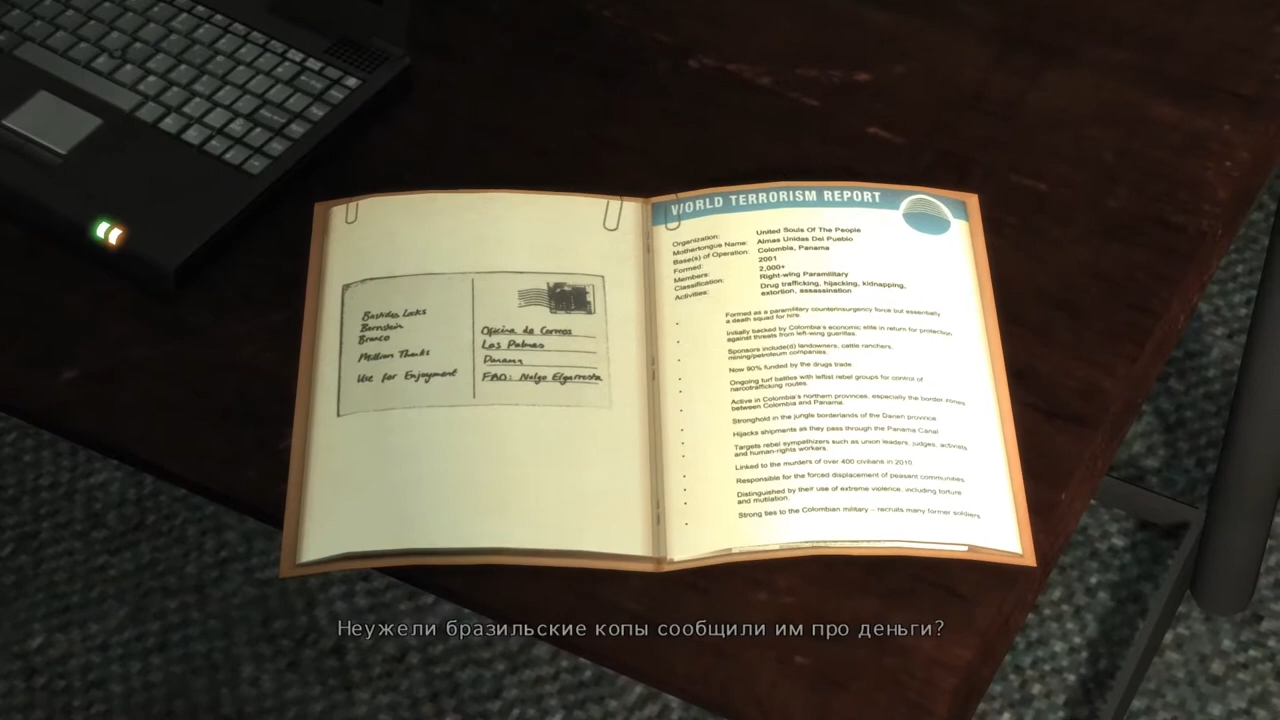 Bastidas Locks
Bernstein
Branco
Million Thanks
Use for Enjoyment
Oficina de Correos
Las Palmas
Panama
FAO: Nalgo Elgarresta
WORLD TERRORISM REPORT
Organization: United Souls Of The People
Mothertongue Name: Almas Unidas Del Pueblo
Base(s) of Operation: Colombia, Panama
Formed: 2001
Members: 2,000+
Classification: Right-wing Paramilitary
Activities: Drug trafficking, hijacking, kidnapping,
extortion, assassination
Formed as a paramilitary counterinsurgency force but essentially
a death squad for hire.
Initially backed by Colombia's economic elite in return for protection
against threats from left-wing guerillas.
Sponsors include(d) landowners, cattle ranchers,
mining/petroleum companies.
Now 90% funded by the drugs trade.
Ongoing turf battles with leftist rebel groups for control of
narcotrafficking routes.
Active in Colombia's northern provinces, especially the border zones
between Colombia and Panama.
Stronghold in the jungle borderlands of the Darien province.
Hijacks shipments as they pass through the Panama Canal.
Targets rebel sympathizers such as union leaders, judges, activists
and human-rights workers.
Linked to the murders of over 400 civilians in 2010.
Responsible for the forced displacement of peasant communities.
Distinguished by their use of extreme violence, including torture
and mutilation.
Strong ties to the Colombian military – recruits many former soldiers.
Неужели бразильские копы сообщили им про деньги?